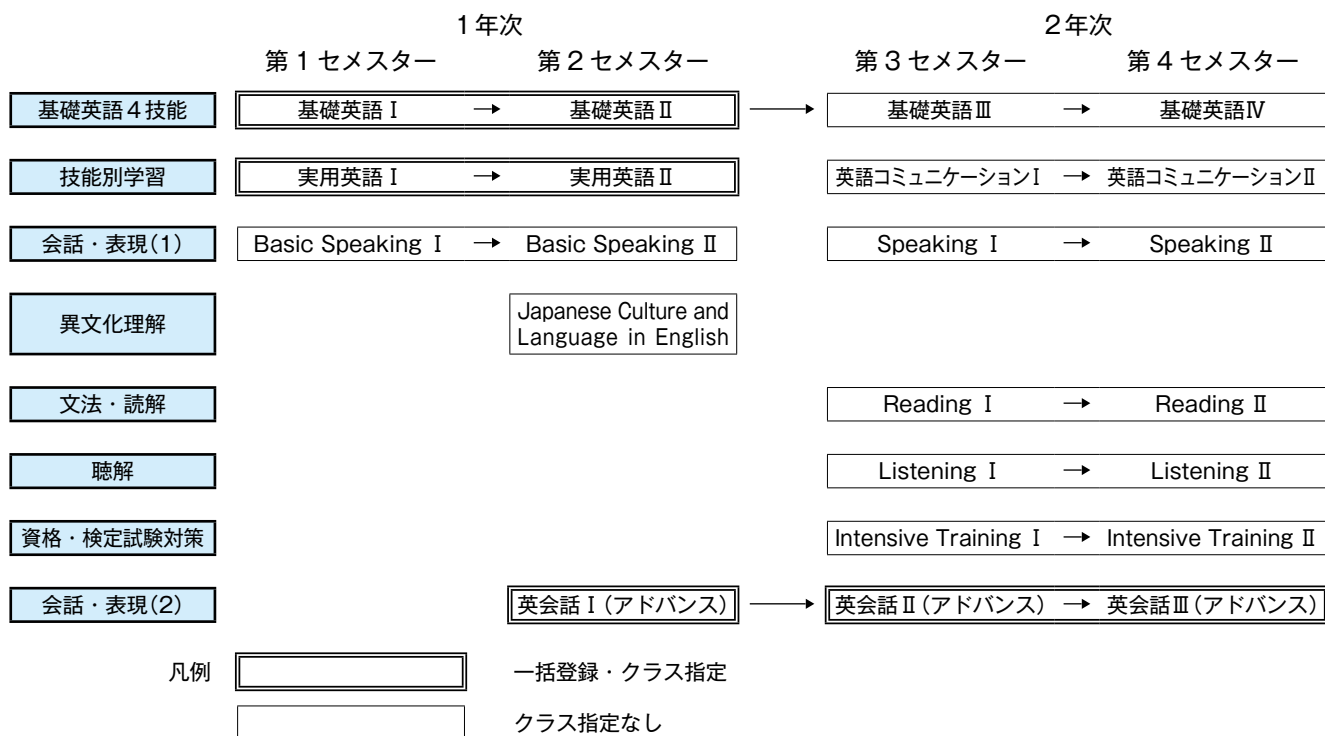 1年次 2年次
第1セメスター 第2セメスター 第3セメスター 第4セメスター
基礎英語4技能 基礎英語Ⅰ → 基礎英語Ⅱ → 基礎英語Ⅲ → 基礎英語Ⅳ
技能別学習 実用英語Ⅰ → 実用英語Ⅱ 英語コミュニケーションⅠ → 英語コミュニケーションⅡ
会話・表現(1) Basic Speaking Ⅰ → Basic Speaking Ⅱ Speaking Ⅰ → Speaking Ⅱ
異文化理解 Japanese Culture and
Language in English
文法・読解 Reading Ⅰ → Reading Ⅱ
聴解 Listening Ⅰ → Listening Ⅱ
資格・検定試験対策 Intensive Training Ⅰ → Intensive Training Ⅱ
会話・表現(2) 英会話Ⅰ(アドバンス) → 英会話Ⅱ(アドバンス) → 英会話Ⅲ(アドバンス)
凡例 一括登録・クラス指定
クラス指定なし